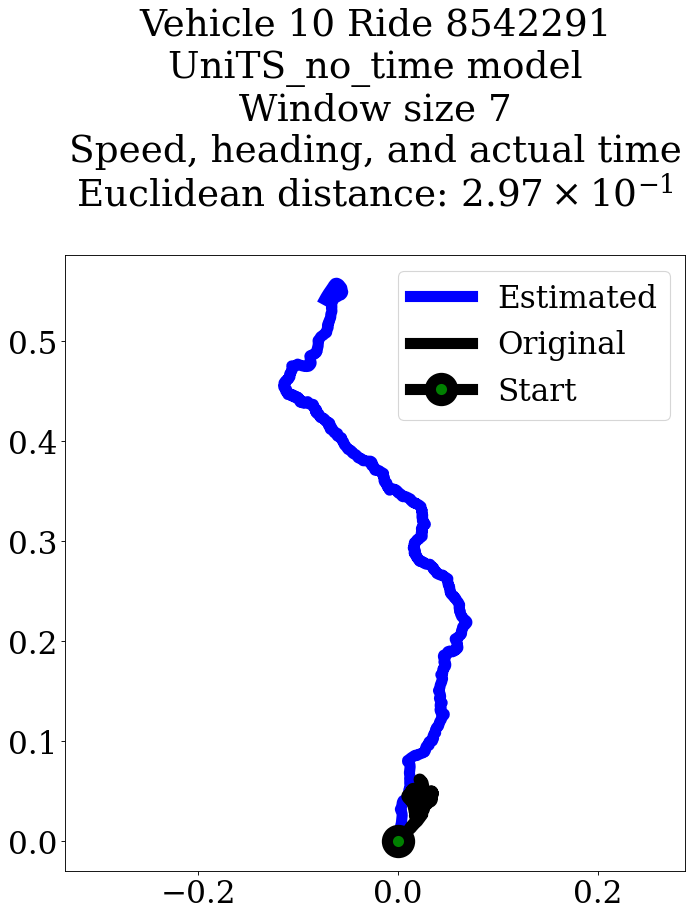 Vehicle 10 Ride 8542291
UniTS_no_time model
Window size 7
Speed, heading, and actual time
Euclidean distance: 2.97 × 10⁻¹
Estimated
Original
Start
0.5
0.4
0.3
0.2
0.1
0.0
−0.2 0.0 0.2